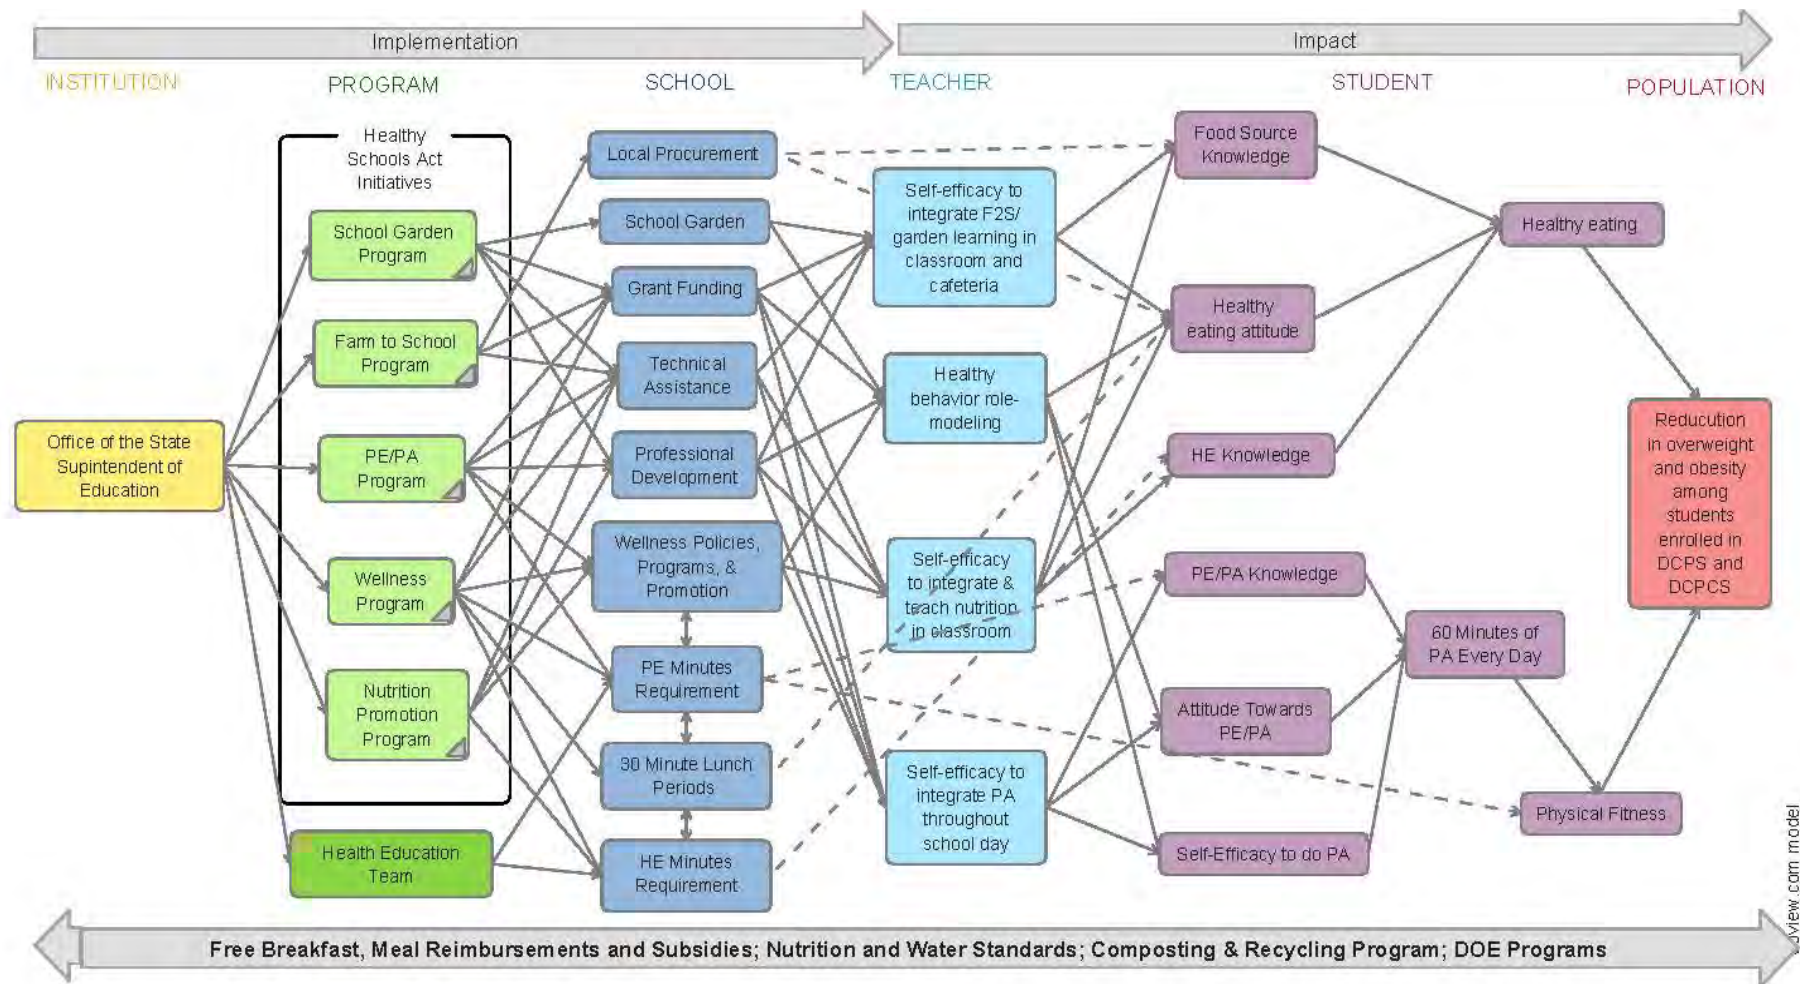 Implementation
Impact
INSTITUTION
PROGRAM
SCHOOL
TEACHER
STUDENT
POPULATION
Office of the State
Supintendent of
Education
Healthy
Schools Act
Initiatives
School Garden
Program
Farm to School
Program
PE/PA
Program
Wellness
Program
Nutrition
Promotion
Program
Health Education
Team
Local Procurement
School Garden
Grant Funding
Technical
Assistance
Professional
Development
Wellness Policies,
Programs, &
Promotion
PE Minutes
Requirement
30 Minute Lunch
Periods
HE Minutes
Requirement
Self-efficacy to
integrate F2S/
garden learning in
classroom and
cafeteria
Healthy
behavior role-
modeling
Self-efficacy
to integrate &
teach nutrition
in classroom
Self-efficacy to
integrate PA
throughout
school day
Food Source
Knowledge
Healthy
eating attitude
HE Knowledge
PE/PA Knowledge
Attitude Towards
PE/PA
Self-Efficacy to do PA
Healthy eating
60 Minutes of
PA Every Day
Physical Fitness
Reducution
in overweight
and obesity
among
students
enrolled in
DCPS and
DCPCS
Free Breakfast, Meal Reimbursements and Subsidies; Nutrition and Water Standards; Composting & Recycling Program; DOE Programs
model